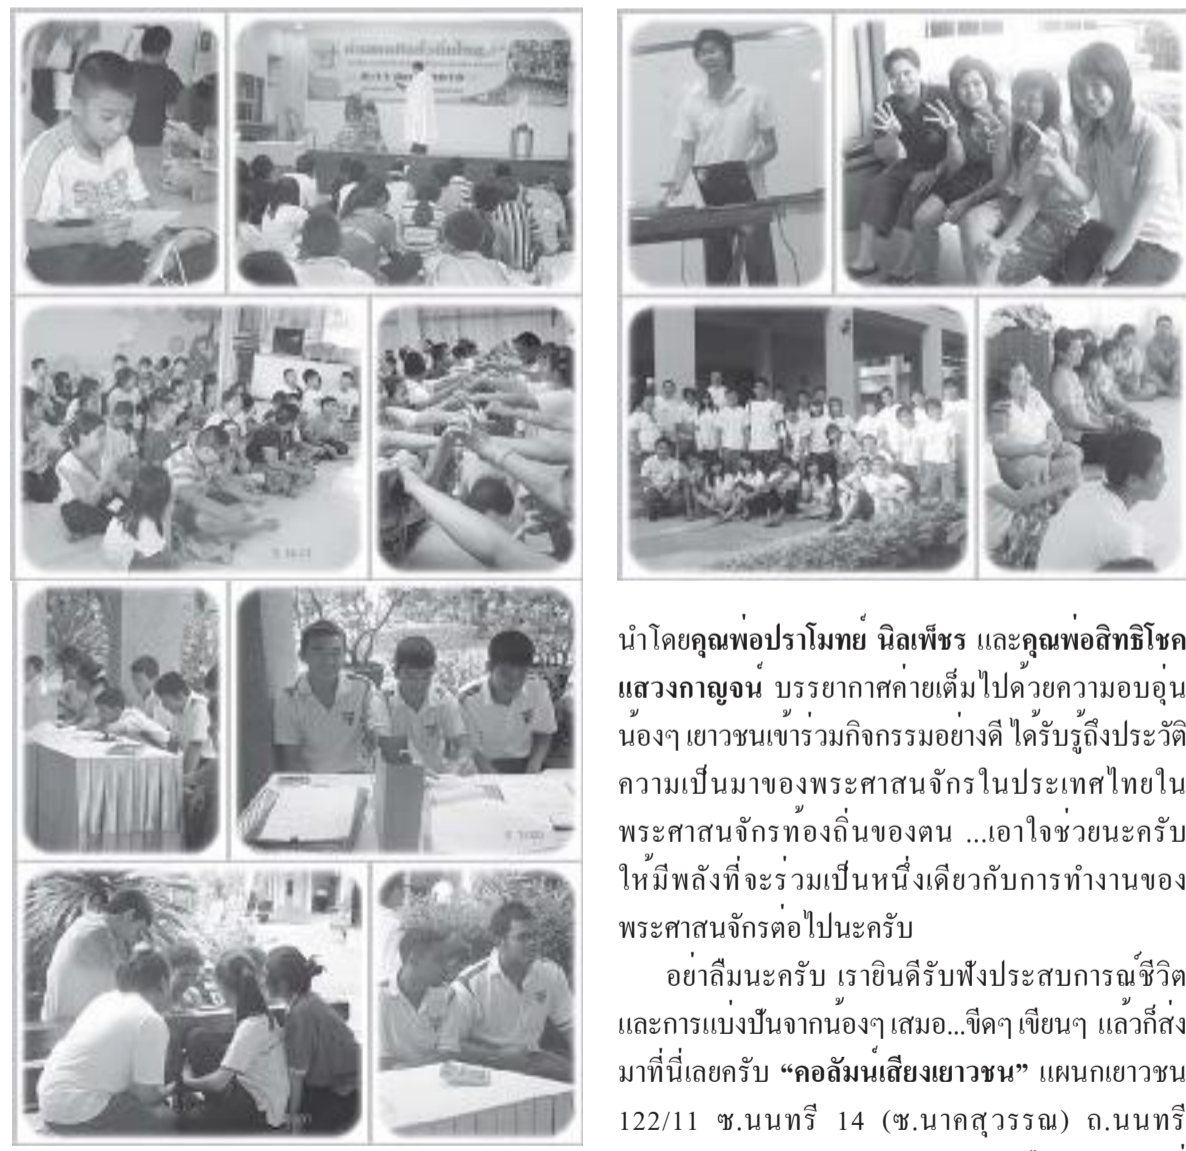 นำโดยคุณพ่อปราโมทย์ นิลเพ็ชร และคุณพ่อสิทธิโชค
แสวงกาญจน์ บรรยากาศค่ายเต็มไปด้วยความอบอุ่น
น้องๆ เยาวชนเข้าร่วมกิจกรรมอย่างดี ได้รับรู้ถึงประวัติ
ความเป็นมาของพระศาสนจักรในประเทศไทยใน
พระศาสนจักรท้องถิ่นของตน ...เอาใจช่วยนะครับ
ให้มีพลังที่จะร่วมเป็นหนึ่งเดียวกับการทำงานของ
พระศาสนจักรต่อไปนะครับ
อย่าลืมนะครับ เรายินดีรับฟังประสบการณ์ชีวิต
และการแบ่งปันจากน้องๆ เสมอ...ขีดๆ เขียนๆ แล้วก็ส่ง
มาที่นี่เลยครับ “คอลัมน์เสียงเยาวชน” แผนกเยาวชน
122/11 ซ.นนทรี 14 (ซ.นาคสุวรรณ) ถ.นนทรี